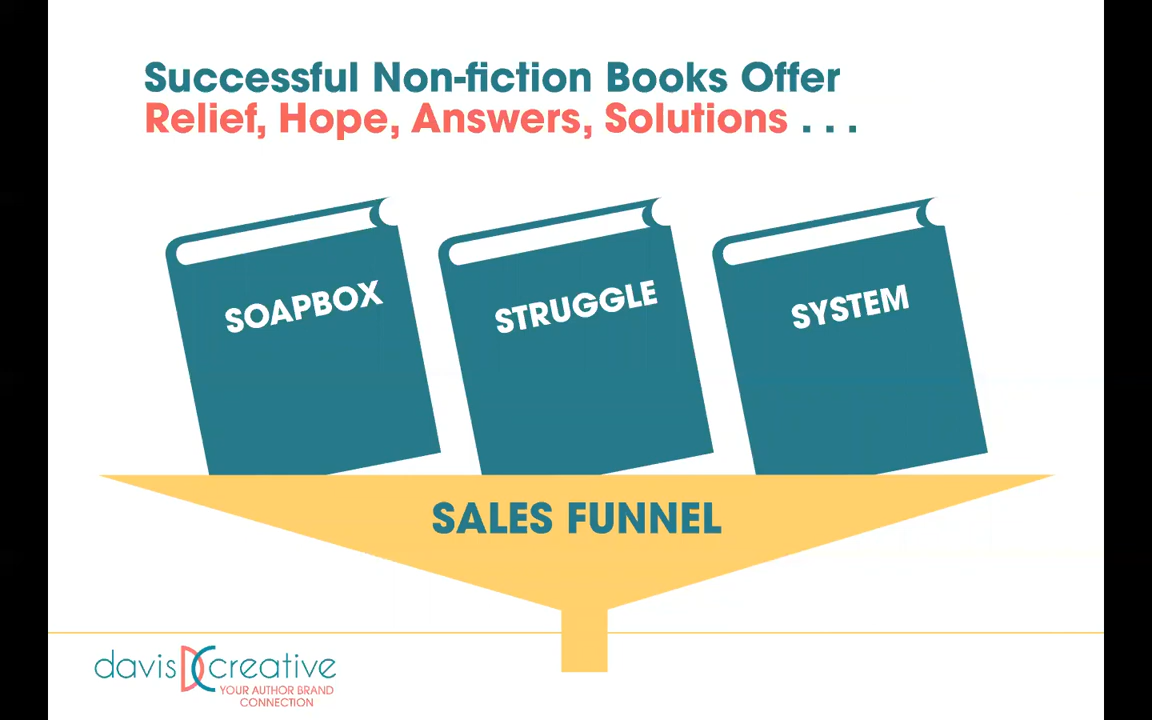 Successful Non-fiction Books Offer
Relief, Hope, Answers, Solutions . . .
SOAPBOX
STRUGGLE
SYSTEM
SALES FUNNEL
davis DC creative
YOUR AUTHOR BRAND
CONNECTION